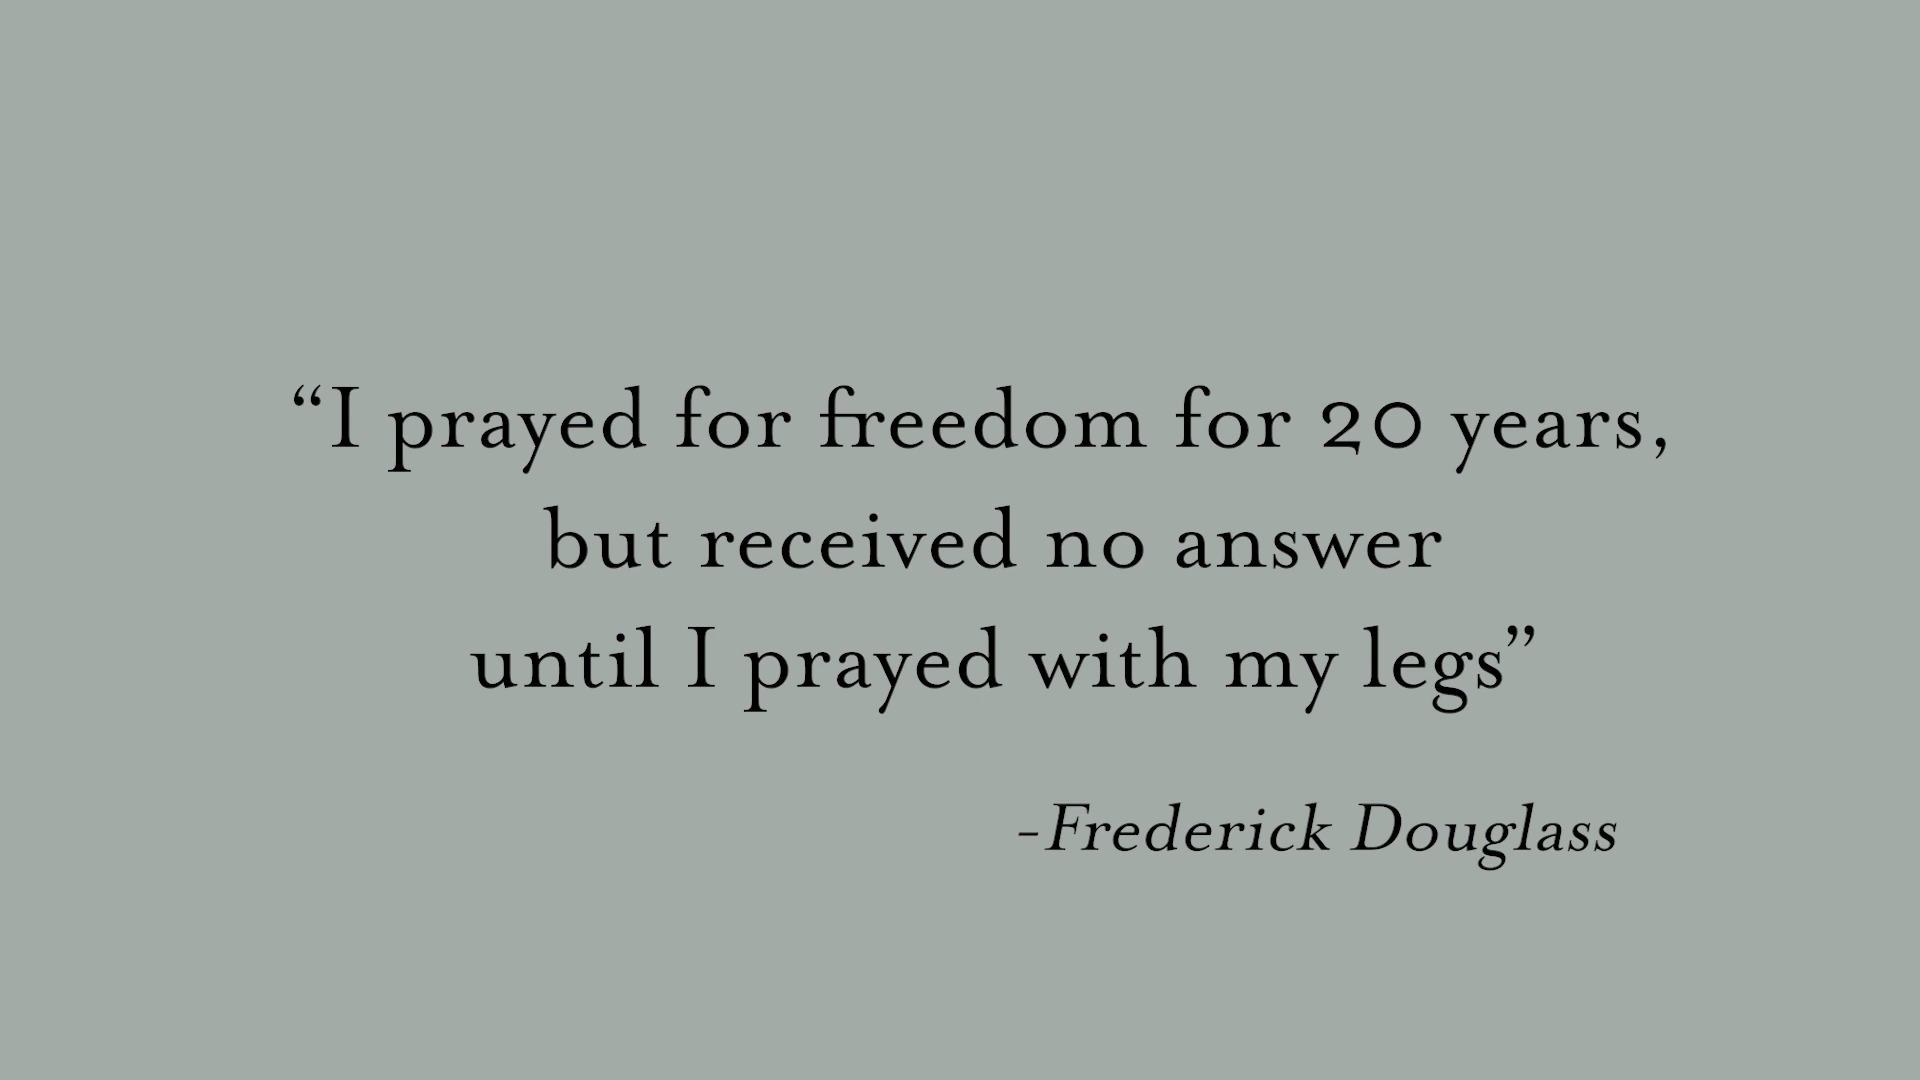 “I prayed for freedom for 20 years,
but received no answer
until I prayed with my legs”
-Frederick Douglass